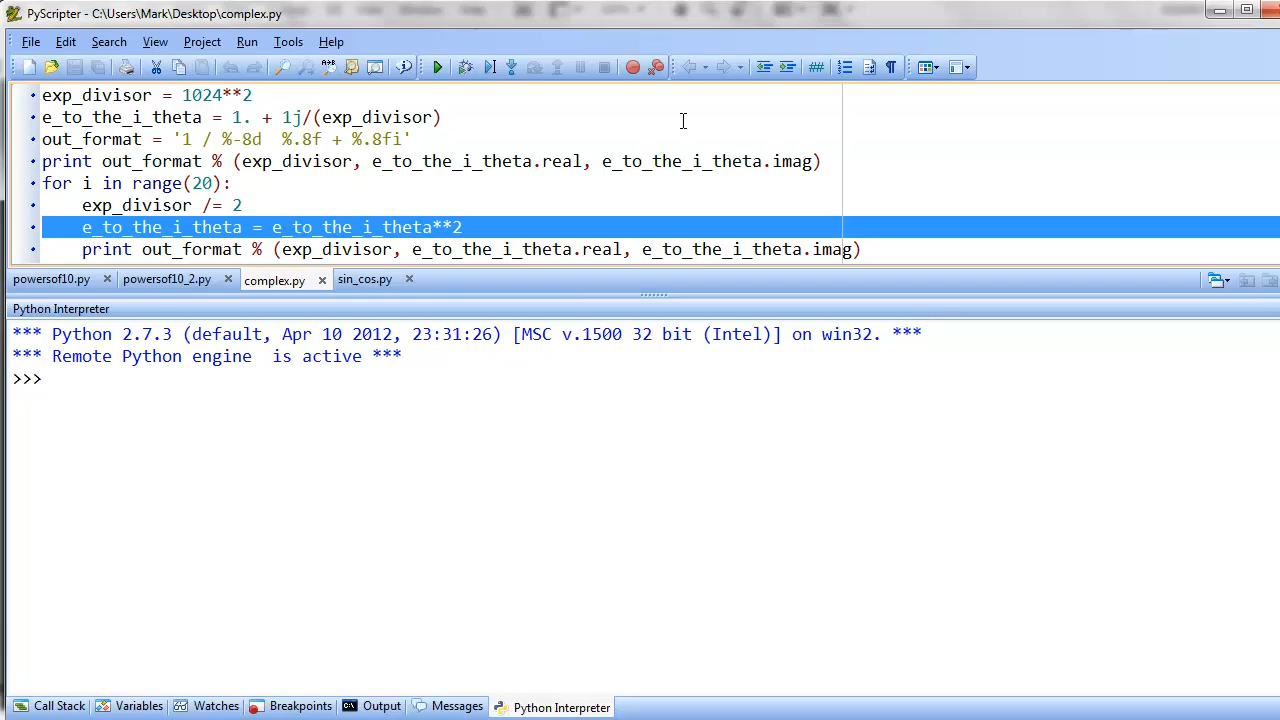 PyScripter - C:\Users\Mark\Desktop\complex.py
File Edit Search View Project Run Tools Help
exp_divisor = 1024**2
e_to_the_i_theta = 1. + 1j/(exp_divisor)
out_format = '1 / %-8d  %.8f + %.8fi'
print out_format % (exp_divisor, e_to_the_i_theta.real, e_to_the_i_theta.imag)
for i in range(20):
    exp_divisor /= 2
    e_to_the_i_theta = e_to_the_i_theta**2
    print out_format % (exp_divisor, e_to_the_i_theta.real, e_to_the_i_theta.imag)
powersof10.py powersof10_2.py complex.py sin_cos.py
Python Interpreter
*** Python 2.7.3 (default, Apr 10 2012, 23:31:26) [MSC v.1500 32 bit (Intel)] on win32. ***
*** Remote Python engine  is active ***
>>>
Call Stack Variables Watches Breakpoints Output Messages Python Interpreter